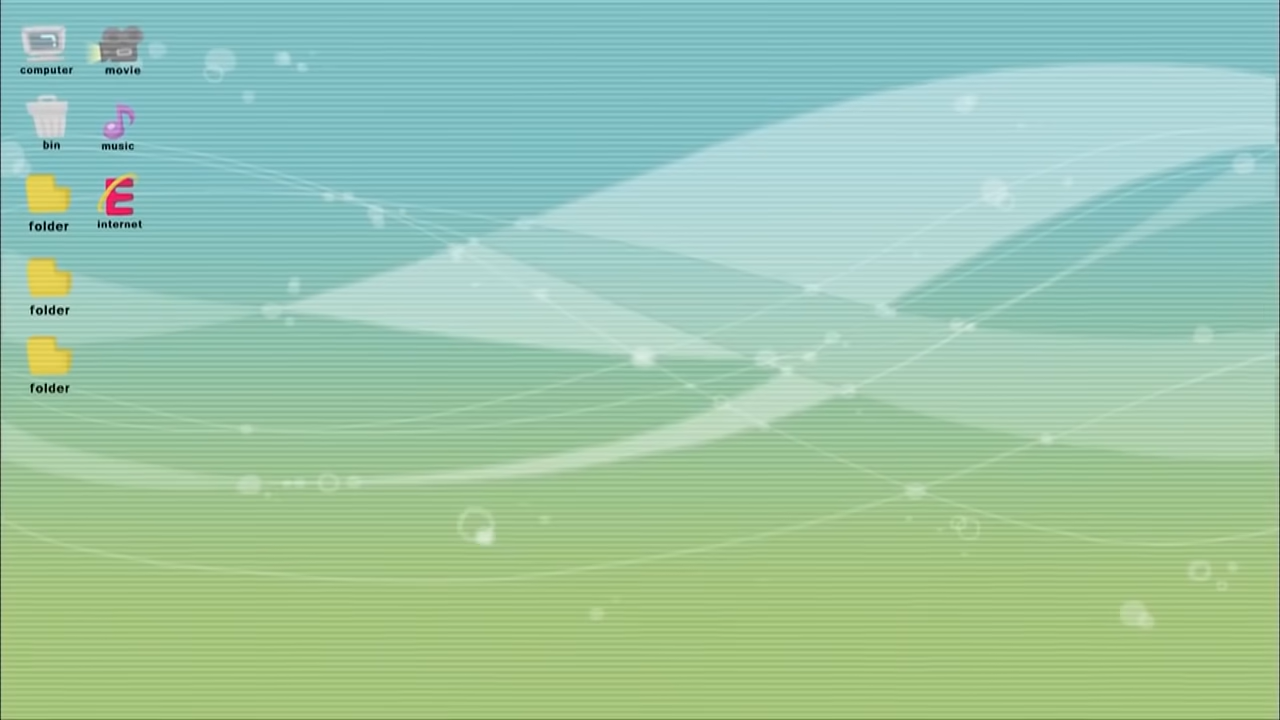 computer
movie
bin
music
folder
internet
folder
folder